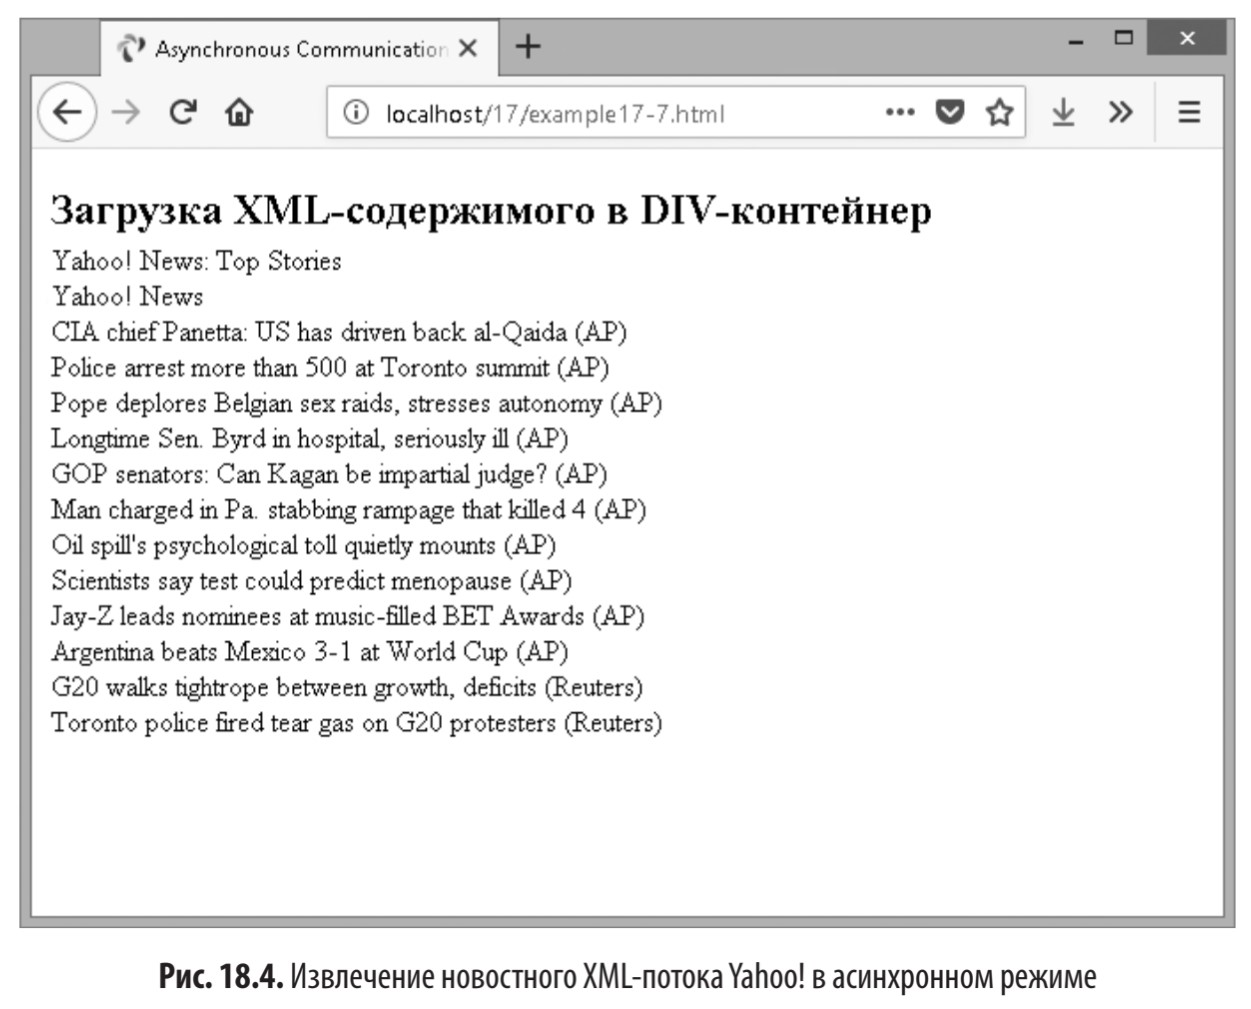 Asynchronous Communication
localhost/17/example17-7.html
Загрузка XML-содержимого в DIV-контейнер
Yahoo! News: Top Stories
Yahoo! News
CIA chief Panetta: US has driven back al-Qaida (AP)
Police arrest more than 500 at Toronto summit (AP)
Pope deplores Belgian sex raids, stresses autonomy (AP)
Longtime Sen. Byrd in hospital, seriously ill (AP)
GOP senators: Can Kagan be impartial judge? (AP)
Man charged in Pa. stabbing rampage that killed 4 (AP)
Oil spill's psychological toll quietly mounts (AP)
Scientists say test could predict menopause (AP)
Jay-Z leads nominees at music-filled BET Awards (AP)
Argentina beats Mexico 3-1 at World Cup (AP)
G20 walks tightrope between growth, deficits (Reuters)
Toronto police fired tear gas on G20 protesters (Reuters)
Рис. 18.4. Извлечение новостного XML-потока Yahoo! в асинхронном режиме